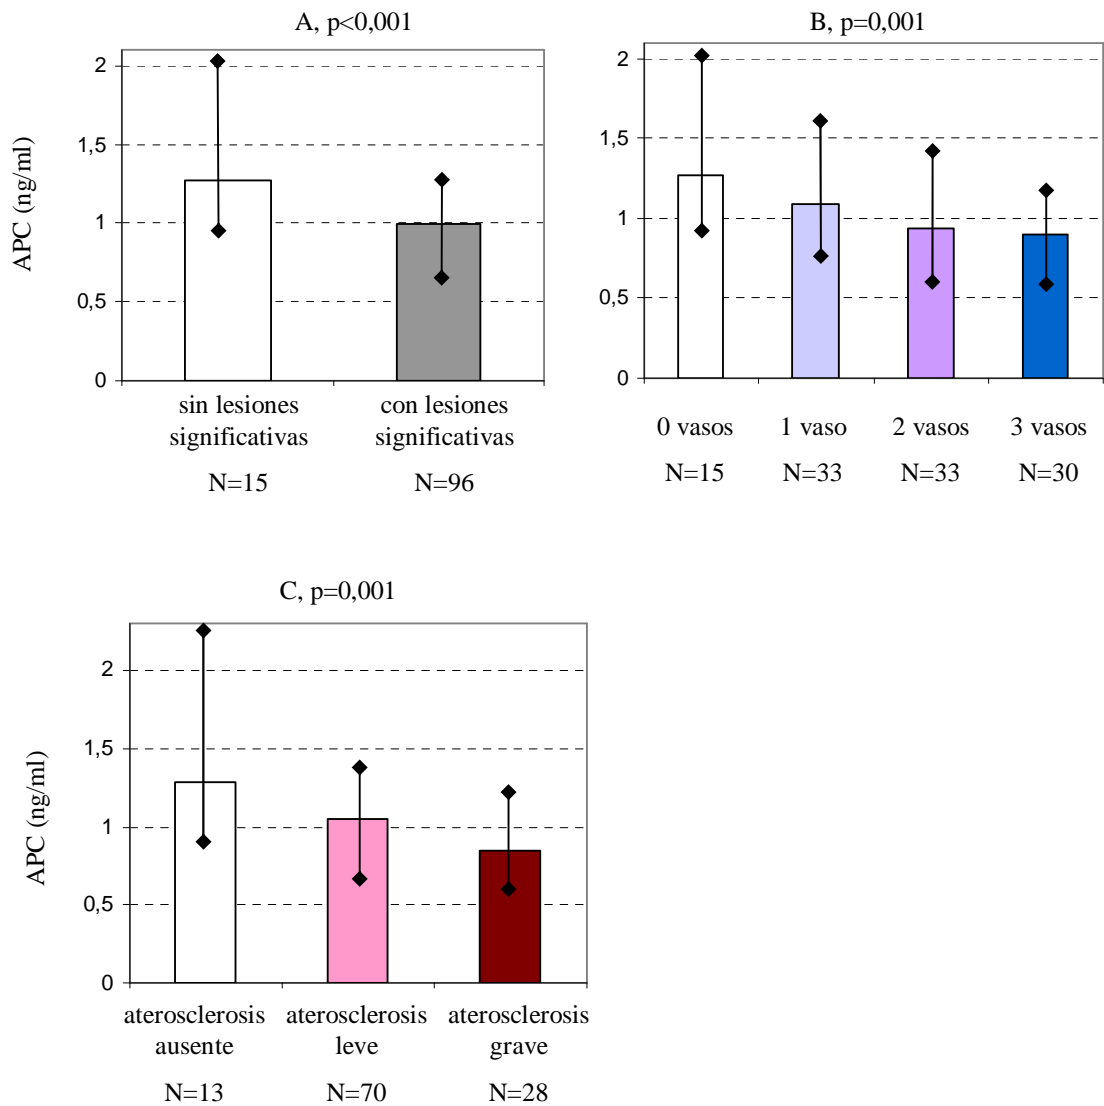 A, p<0,001
APC (ng/ml)
2
1,5
1
0,5
0
sin lesiones
significativas
N=15
con lesiones
significativas
N=96
B, p=0,001
2
1,5
1
0,5
0
0 vasos
N=15
1 vaso
N=33
2 vasos
N=33
3 vasos
N=30
C, p=0,001
APC (ng/ml)
2
1,5
1
0,5
0
aterosclerosis
ausente
N=13
aterosclerosis
leve
N=70
aterosclerosis
grave
N=28